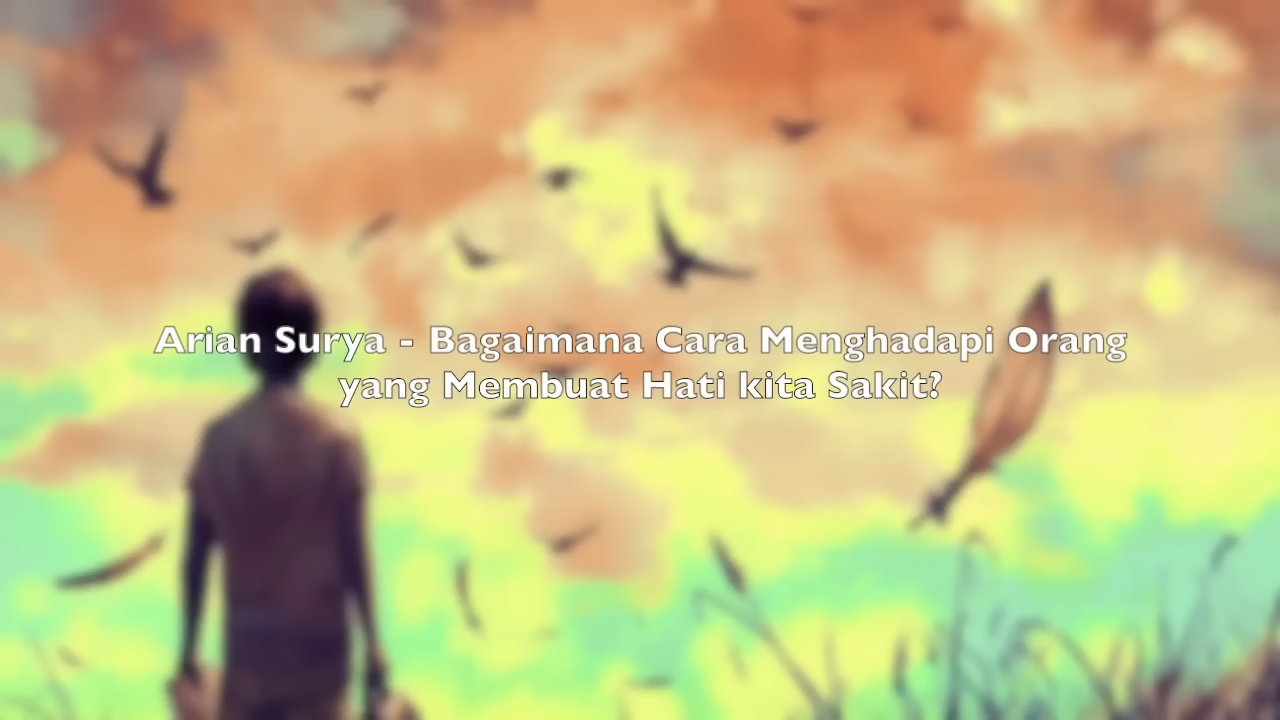 Arian Surya - Bagaimana Cara Menghadapi Orang
yang Membuat Hati kita Sakit?